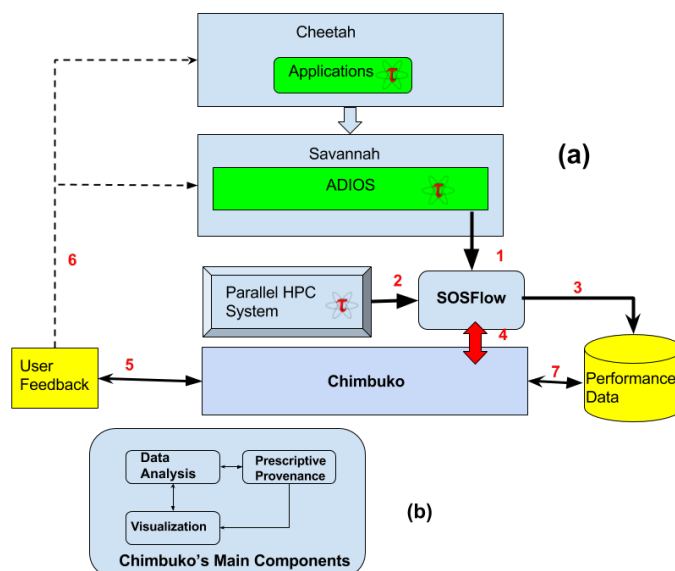 Cheetah
Applications
τ
Savannah
(a)
ADIOS
τ
1
6
2
3
Parallel HPC
System
τ
SOSFlow
4
User
Feedback
5
Chimbuko
7
Performance
Data
Data
Analysis
Prescriptive
Provenance
(b)
Visualization
Chimbuko's Main Components